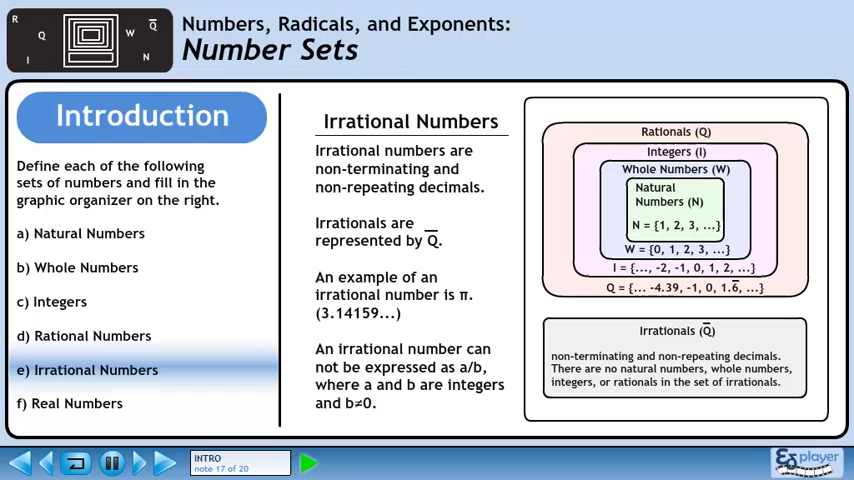 R
Q
I
W
Q̅
N
Numbers, Radicals, and Exponents:
Number Sets
Introduction
Define each of the following
sets of numbers and fill in the
graphic organizer on the right.
a) Natural Numbers
b) Whole Numbers
c) Integers
d) Rational Numbers
e) Irrational Numbers
f) Real Numbers
Irrational Numbers
Irrational numbers are
non-terminating and
non-repeating decimals.
Irrationals are
represented by Q̅.
An example of an
irrational number is π.
(3.14159...)
An irrational number can
not be expressed as a/b,
where a and b are integers
and b≠0.
Rationals (Q)
Integers (I)
Whole Numbers (W)
Natural
Numbers (N)
N = {1, 2, 3, ...}
W = {0, 1, 2, 3, ...}
I = {..., -2, -1, 0, 1, 2, ...}
Q = {... -4.39, -1, 0, 1.6̅, ...}
Irrationals (Q̅)
non-terminating and non-repeating decimals.
There are no natural numbers, whole numbers,
integers, or rationals in the set of irrationals.
INTRO
note 17 of 20
player